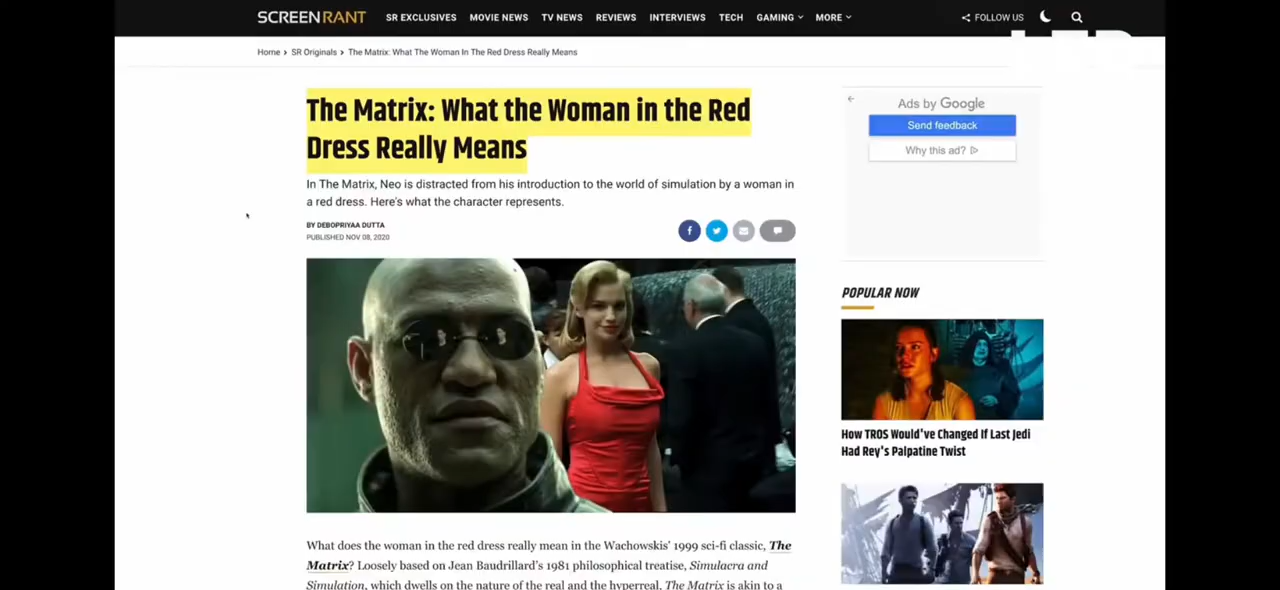 SCREENRANT
SR EXCLUSIVES MOVIE NEWS TV NEWS REVIEWS INTERVIEWS TECH GAMING MORE
FOLLOW US
Home > SR Originals > The Matrix: What The Woman In The Red Dress Really Means
The Matrix: What the Woman in the Red
Dress Really Means
In The Matrix, Neo is distracted from his introduction to the world of simulation by a woman in
a red dress. Here's what the character represents.
BY DEBOPRIYAA DUTTA
PUBLISHED NOV 08, 2020
What does the woman in the red dress really mean in the Wachowskis' 1999 sci-fi classic, The
Matrix? Loosely based on Jean Baudrillard's 1981 philosophical treatise, Simulacra and
Simulation, which dwells on the nature of the real and the hyperreal, The Matrix is akin to a
Ads by Google
Send feedback
Why this ad?
POPULAR NOW
How TROS Would've Changed If Last Jedi
Had Rey's Palpatine Twist